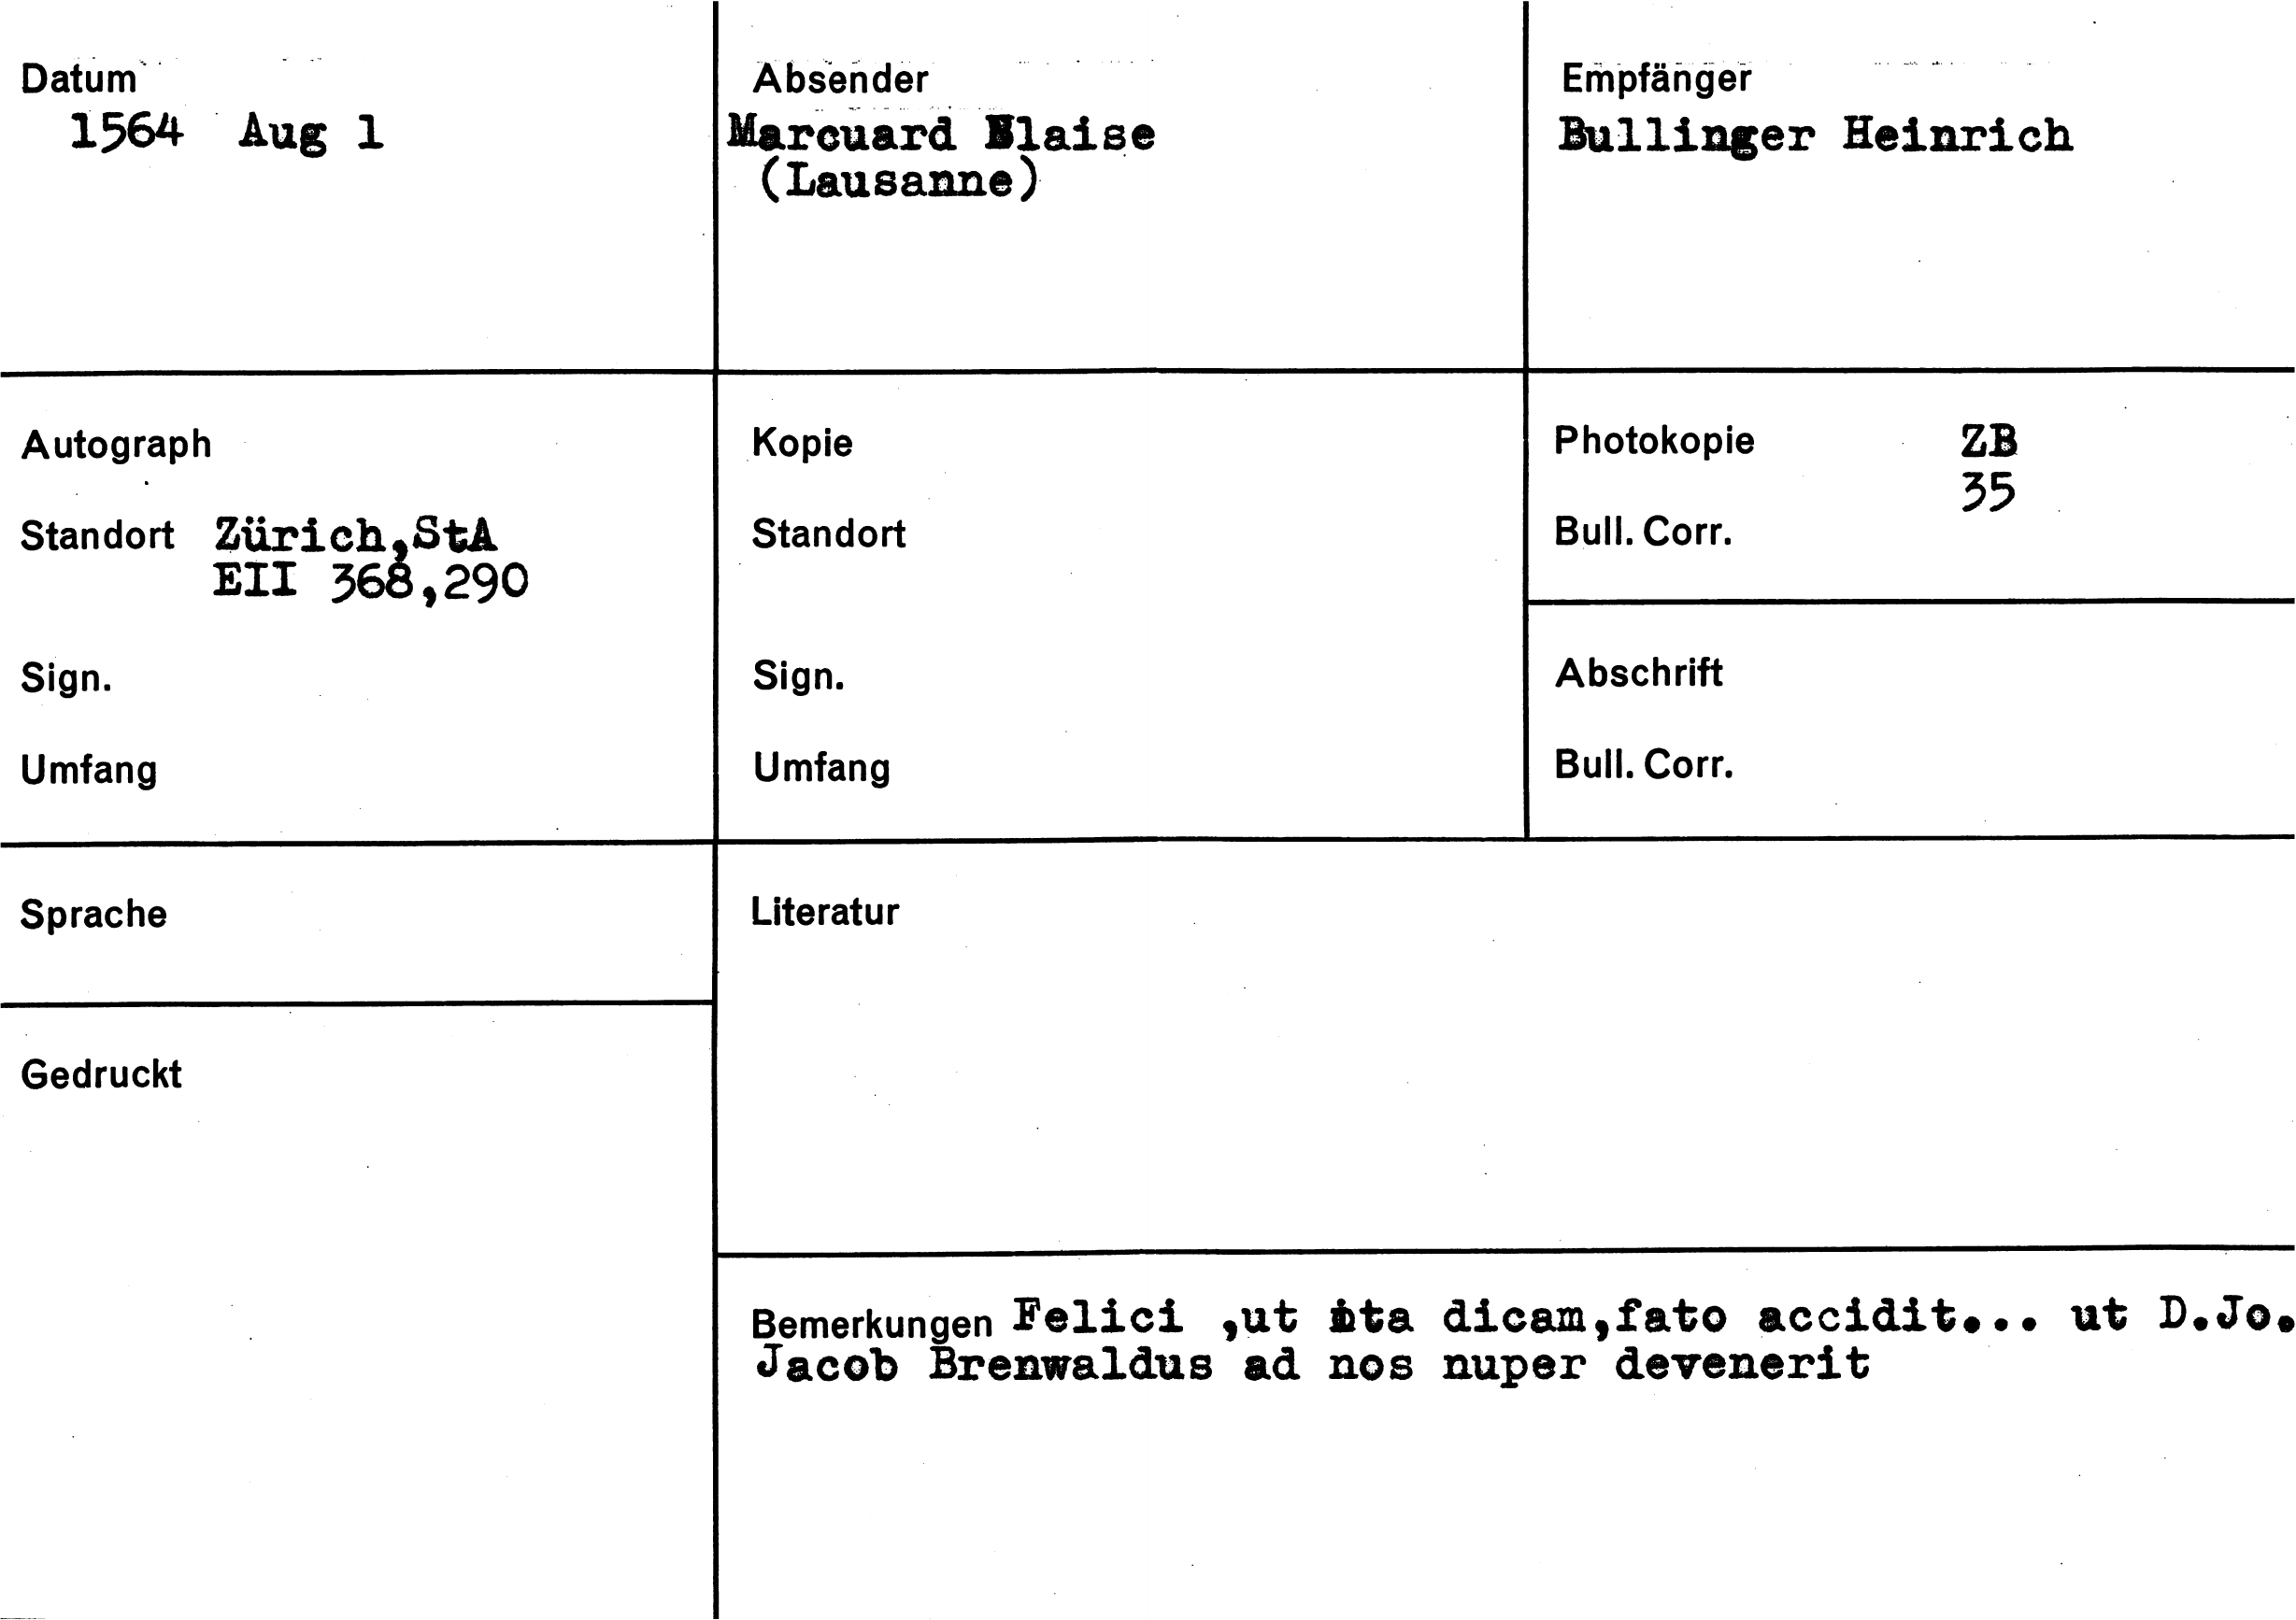 Datum
1564 Aug 1
Absender
Marcuard Blaise
(Lausanne)
Empfänger
Bullinger Heinrich
Autograph
Standort Zürich,StA
EII 368,290
Sign.
Umfang
Kopie
Standort
Sign.
Umfang
Photokopie ZB
35
Bull. Corr.
Abschrift
Bull. Corr.
Sprache
Literatur
Gedruckt
Bemerkungen Felici ,ut ita dicam,fato accidit... ut D.Jo.
Jacob Brenwaldus ad nos nuper devenerit